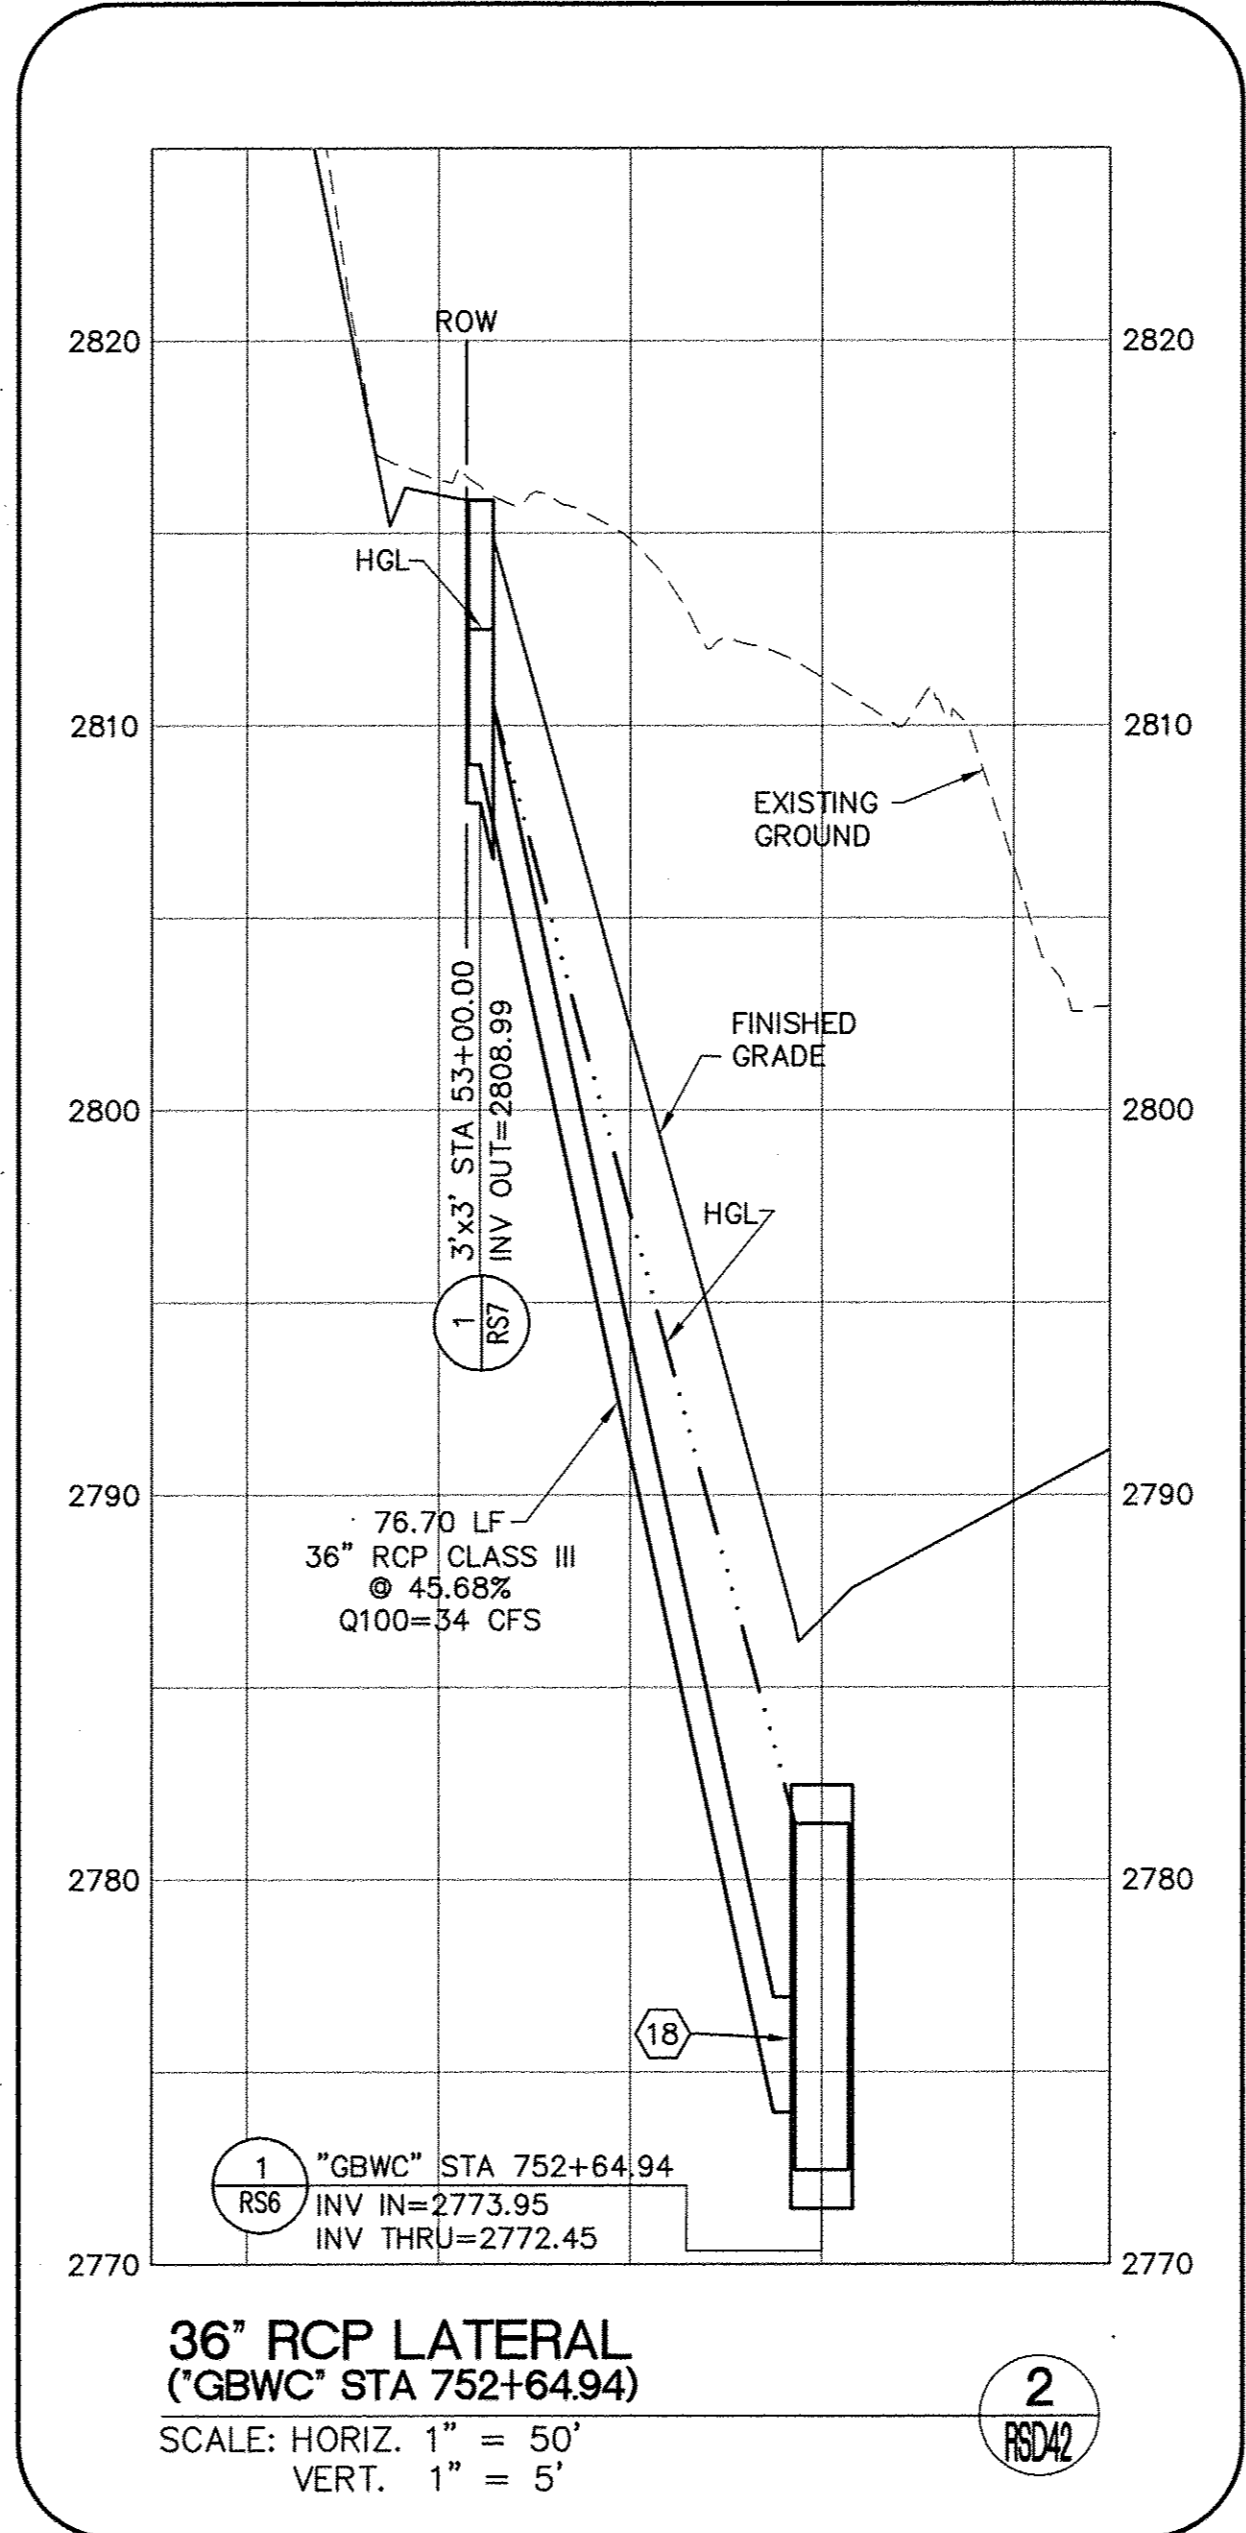 ROW
2820
2820
HGL
2810
2810
EXISTING
GROUND
3'x3' STA 53+00.00
INV OUT=2808.99
FINISHED
GRADE
2800
2800
HGL
1
RS7
2790
2790
76.70 LF
36" RCP CLASS III
@ 45.68%
Q100=34 CFS
2780
2780
18
1
RS6
"GBWC" STA 752+64.94
INV IN=2773.95
INV THRU=2772.45
2770
2770
36" RCP LATERAL
("GBWC" STA 752+64.94)
SCALE: HORIZ. 1" = 50'
VERT. 1" = 5'
2
RSD42